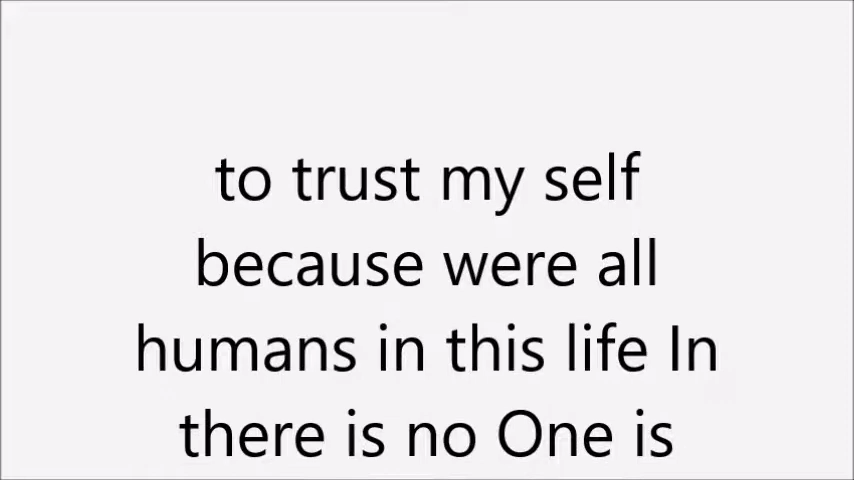 to trust my self
because were all
humans in this life In
there is no One is